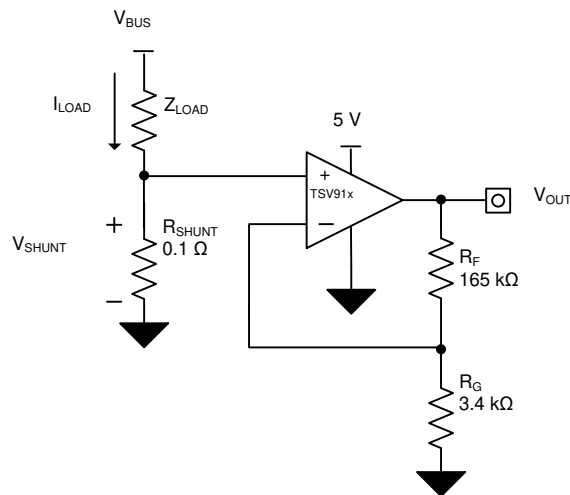 VBUS
ILOAD
ZLOAD
5 V
+
TSV91x
−
VOUT
+
VSHUNT
−
RSHUNT
0.1 Ω
RF
165 kΩ
RG
3.4 kΩ